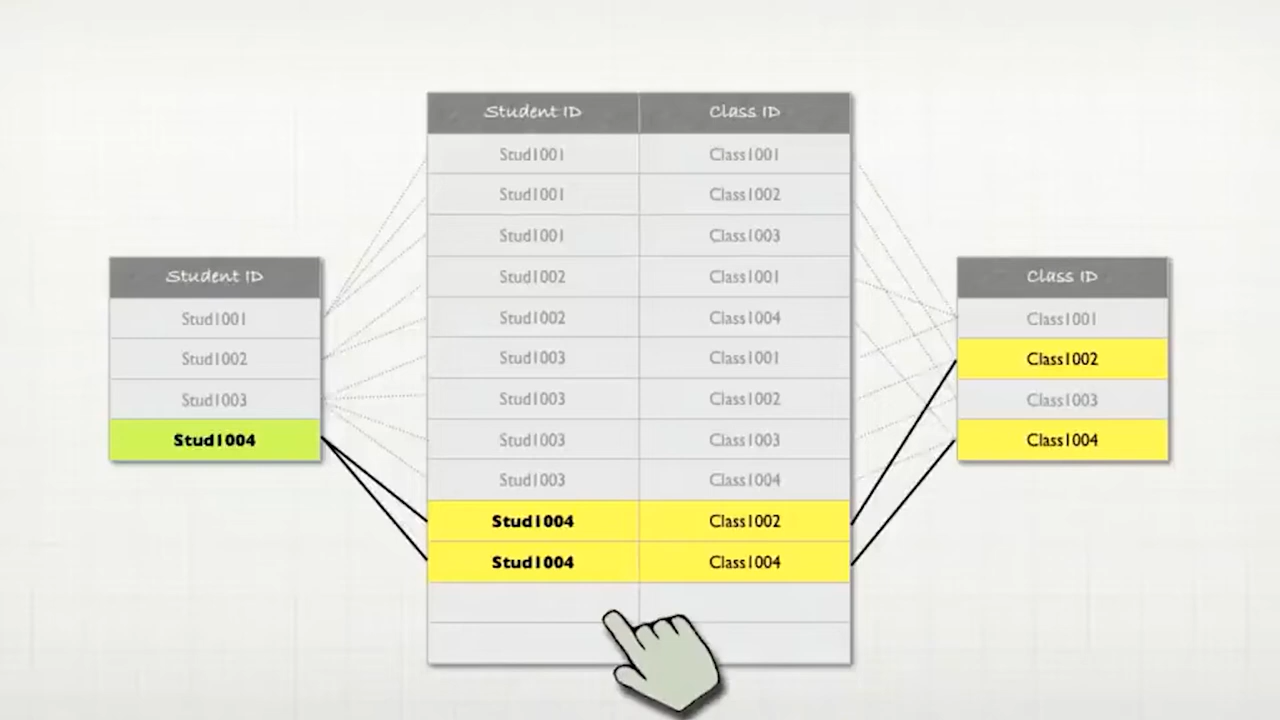 Student ID
Stud1001
Stud1002
Stud1003
Stud1004
Student ID Class ID
Stud1001 Class1001
Stud1001 Class1002
Stud1001 Class1003
Stud1002 Class1001
Stud1002 Class1004
Stud1003 Class1001
Stud1003 Class1002
Stud1003 Class1003
Stud1003 Class1004
Stud1004 Class1002
Stud1004 Class1004
Class ID
Class1001
Class1002
Class1003
Class1004